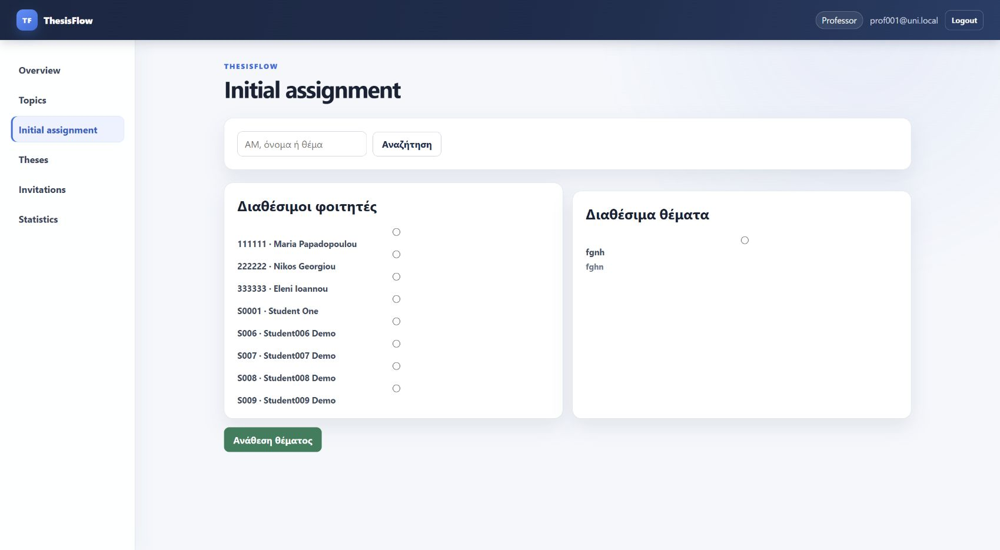 TF ThesisFlow
Professor prof001@uni.local Logout
Overview
Topics
Initial assignment
Theses
Invitations
Statistics
THESISFLOW
Initial assignment
ΑΜ, όνομα ή θέμα Αναζήτηση
Διαθέσιμοι φοιτητές
111111 · Maria Papadopoulou
222222 · Nikos Georgiou
333333 · Eleni Ioannou
S0001 · Student One
S006 · Student006 Demo
S007 · Student007 Demo
S008 · Student008 Demo
S009 · Student009 Demo
Διαθέσιμα θέματα
fgnh
fghn
Ανάθεση θέματος